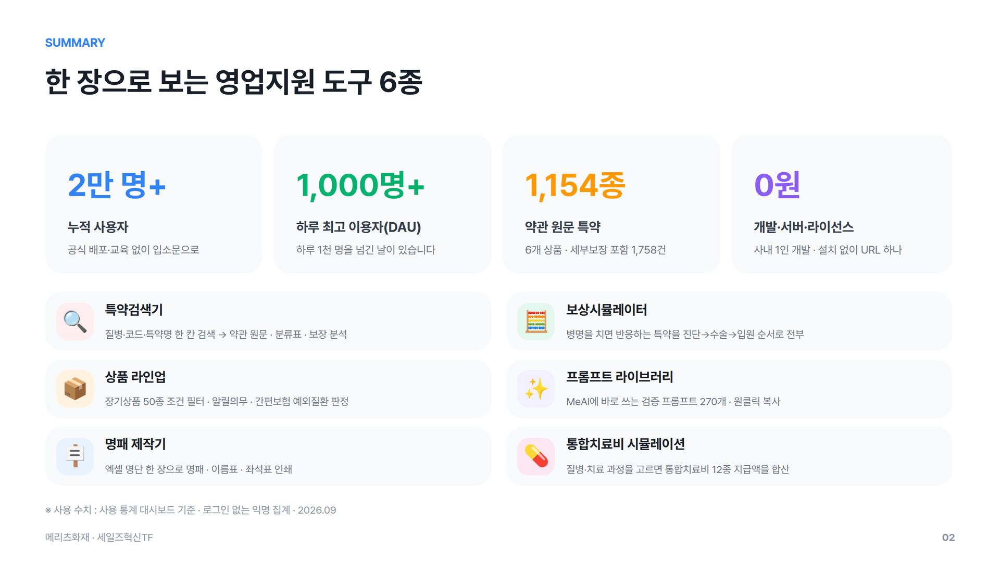 SUMMARY
한 장으로 보는 영업지원 도구 6종
2만 명+
누적 사용자
공식 배포·교육 없이 입소문으로
1,000명+
하루 최고 이용자(DAU)
하루 1천 명을 넘긴 날이 있습니다
1,154종
약관 원문 특약
6개 상품 · 세부보장 포함 1,758건
0원
개발·서버·라이선스
사내 1인 개발 · 설치 없이 URL 하나
특약검색기
질병·코드·특약명 한 칸 검색 → 약관 원문 · 분류표 · 보장 분석
보상시뮬레이터
병명을 치면 반응하는 특약을 진단→수술→입원 순서로 전부
상품 라인업
장기상품 50종 조건 필터 · 알릴의무 · 간편보험 예외질환 판정
프롬프트 라이브러리
MeAI에 바로 쓰는 검증 프롬프트 270개 · 원클릭 복사
명패 제작기
엑셀 명단 한 장으로 명패 · 이름표 · 좌석표 인쇄
통합치료비 시뮬레이션
질병·치료 과정을 고르면 통합치료비 12종 지급액을 합산
※ 사용 수치 : 사용 통계 대시보드 기준 · 로그인 없는 익명 집계 · 2026.09
메리츠화재 · 세일즈혁신TF
02